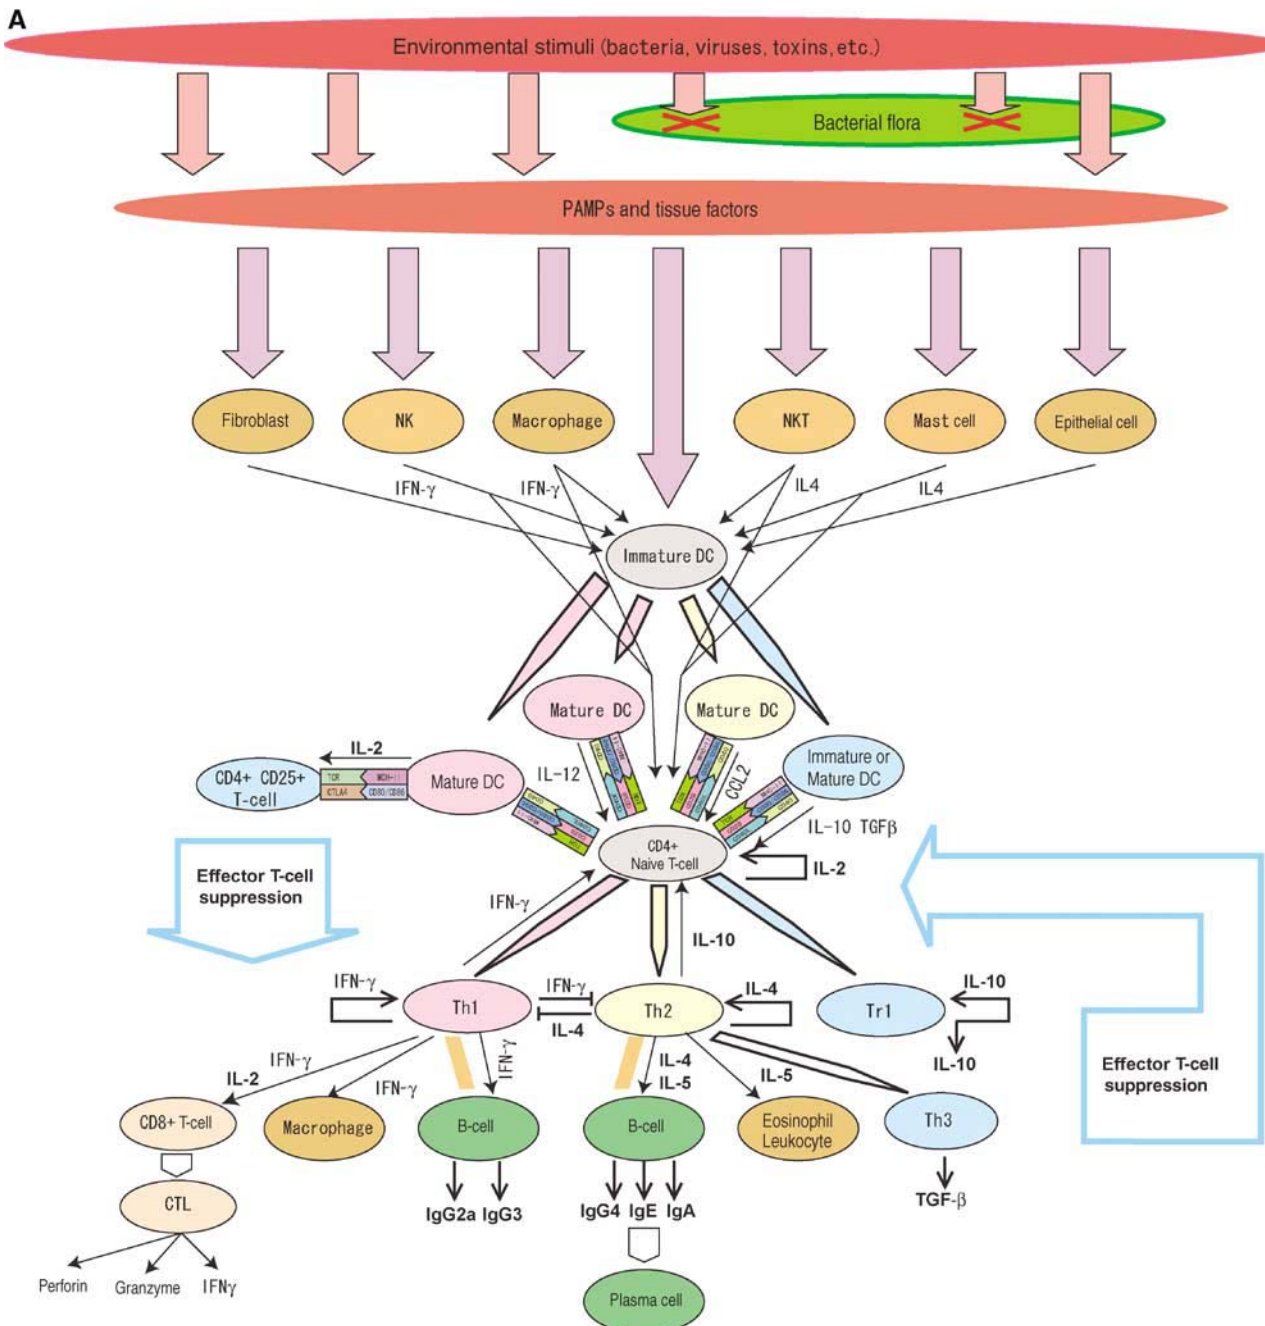 A
Environmental stimuli (bacteria, viruses, toxins, etc.)
Bacterial flora
PAMPs and tissue factors
Fibroblast
NK
Macrophage
NKT
Mast cell
Epithelial cell
IFN-γ
IFN-γ
IL4
IL4
Immature DC
Mature DC
Mature DC
Immature or
Mature DC
IL-2
CD4+ CD25+
T-cell
TCR
CTLA4
CD80/CD86
Mature DC
IL-12
CCL2
IL-10 TGFβ
CD4+
Naive T-cell
IL-2
Effector T-cell
suppression
IFN-γ
IL-10
IFN-γ
Th1
IFN-γ
IL-4
Th2
IL-4
Tr1
IL-10
IL-10
Effector T-cell
suppression
IFN-γ
IL-2
IFN-γ
IFN-γ
IL-4
IL-5
IL-5
CD8+ T-cell
Macrophage
B-cell
B-cell
Eosinophil
Leukocyte
Th3
CTL
IgG2a IgG3
IgG4 IgE IgA
TGF-β
Perforin
Granzyme
IFNγ
Plasma cell